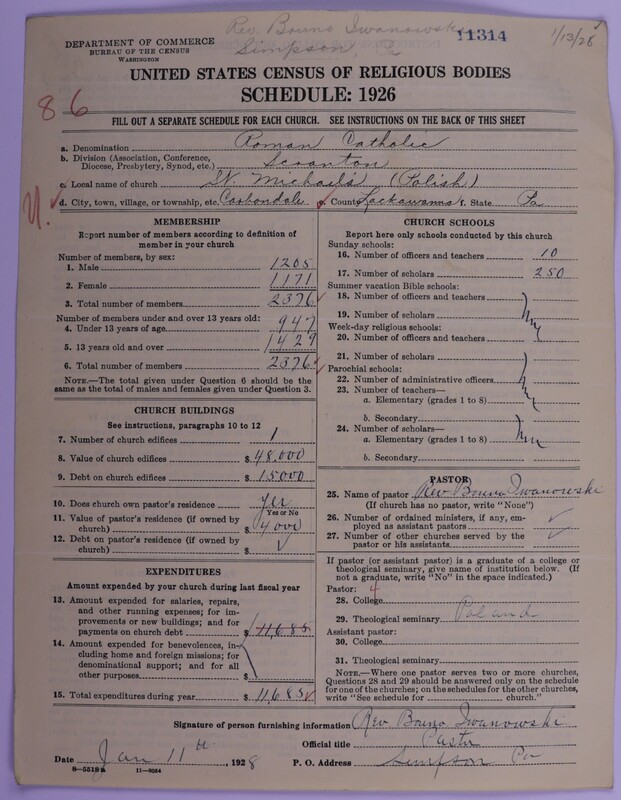 Rev. Bruno Iwanowski
11314
1/13/28
Simpson, Pa
DEPARTMENT OF COMMERCE
BUREAU OF THE CENSUS
WASHINGTON
UNITED STATES CENSUS OF RELIGIOUS BODIES
SCHEDULE: 1926
86
FILL OUT A SEPARATE SCHEDULE FOR EACH CHURCH. SEE INSTRUCTIONS ON THE BACK OF THIS SHEET
a. Denomination Roman Catholic
b. Division (Association, Conference, Diocese, Presbytery, Synod, etc.) Scranton
c. Local name of church St. Michaels (Polish)
d. City, town, village, or township, etc. Carbondale e. County Lackawanna f. State Pa
U.
MEMBERSHIP
Report number of members according to definition of
member in your church
Number of members, by sex:
1. Male 1205
2. Female 1171
3. Total number of members 2376
Number of members under and over 13 years old:
4. Under 13 years of age 947
5. 13 years old and over 1429
6. Total number of members 2376
NOTE.—The total given under Question 6 should be
same as the total of males and females given under Question 3.
CHURCH BUILDINGS
See instructions, paragraphs 10 to 12
7. Number of church edifices 1
8. Value of church edifices $48,000
9. Debt on church edifices $15000
10. Does church own pastor's residence yes
Yes or No
11. Value of pastor's residence (if owned by
church) $4000
12. Debt on pastor's residence (if owned by
church) $
EXPENDITURES
Amount expended by your church during last fiscal year
13. Amount expended for salaries, repairs,
and other running expenses; for im-
provements or new buildings; and for
payments on church debt $11,685
14. Amount expended for benevolences, in-
cluding home and foreign missions; for
denominational support; and for all
other purposes $
15. Total expenditures during year $11,685
CHURCH SCHOOLS
Report here only schools conducted by this church
Sunday schools:
16. Number of officers and teachers 10
17. Number of scholars 250
Summer vacation Bible schools:
18. Number of officers and teachers
19. Number of scholars
Week-day religious schools:
20. Number of officers and teachers
21. Number of scholars
Parochial schools:
22. Number of administrative officers
23. Number of teachers—
a. Elementary (grades 1 to 8)
b. Secondary
24. Number of scholars—
a. Elementary (grades 1 to 8)
b. Secondary
PASTOR
25. Name of pastor Rev Bruno Iwanowski
(If church has no pastor, write "None")
26. Number of ordained ministers, if any, em-
ployed as assistant pastors
27. Number of other churches served by the
pastor or his assistants
If pastor (or assistant pastor) is a graduate of a college or
theological seminary, give name of institution below. (If
not a graduate, write "No" in the space indicated.)
Pastor: 4
28. College
29. Theological seminary Poland
Assistant pastor:
30. College
31. Theological seminary
NOTE.—Where one pastor serves two or more churches,
Questions 28 and 29 should be answered only on the schedule
for one of the churches; on the schedules for the other churches,
write "See schedule for church."
Signature of person furnishing information Rev Bruno Iwanowski
Official title Pastor
Date Jan 11th, 1928 P. O. Address Simpson Pa
8-5518a 11-8084